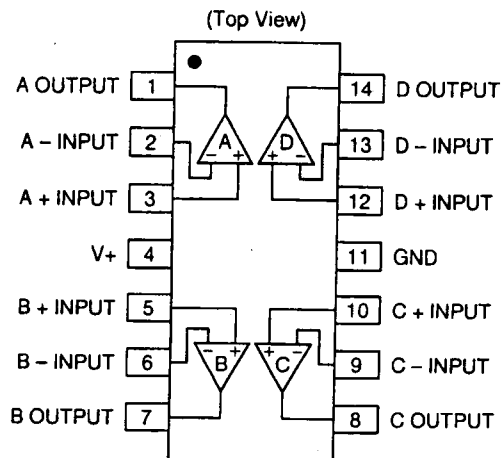 (Top View)
A OUTPUT 1 14 D OUTPUT
A – INPUT 2 A D 13 D – INPUT
– + + –
A + INPUT 3 12 D + INPUT
V+ 4 11 GND
B + INPUT 5 10 C + INPUT
– + + –
B – INPUT 6 B C 9 C – INPUT
B OUTPUT 7 8 C OUTPUT